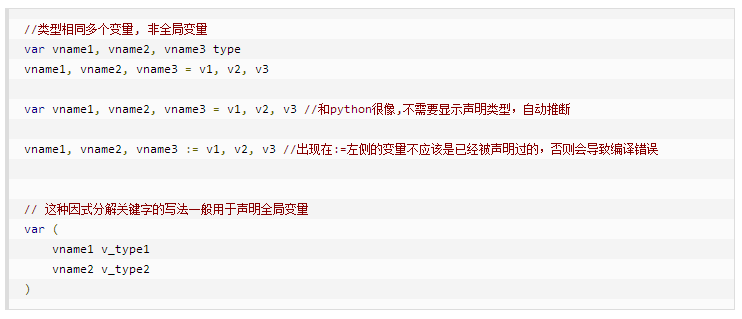 //类型相同多个变量, 非全局变量
var vname1, vname2, vname3 type
vname1, vname2, vname3 = v1, v2, v3
var vname1, vname2, vname3 = v1, v2, v3 //和python很像,不需要显示声明类型，自动推断
vname1, vname2, vname3 := v1, v2, v3 //出现在:=左侧的变量不应该是已经被声明过的，否则会导致编译错误
// 这种因式分解关键字的写法一般用于声明全局变量
var (
    vname1 v_type1
    vname2 v_type2
)